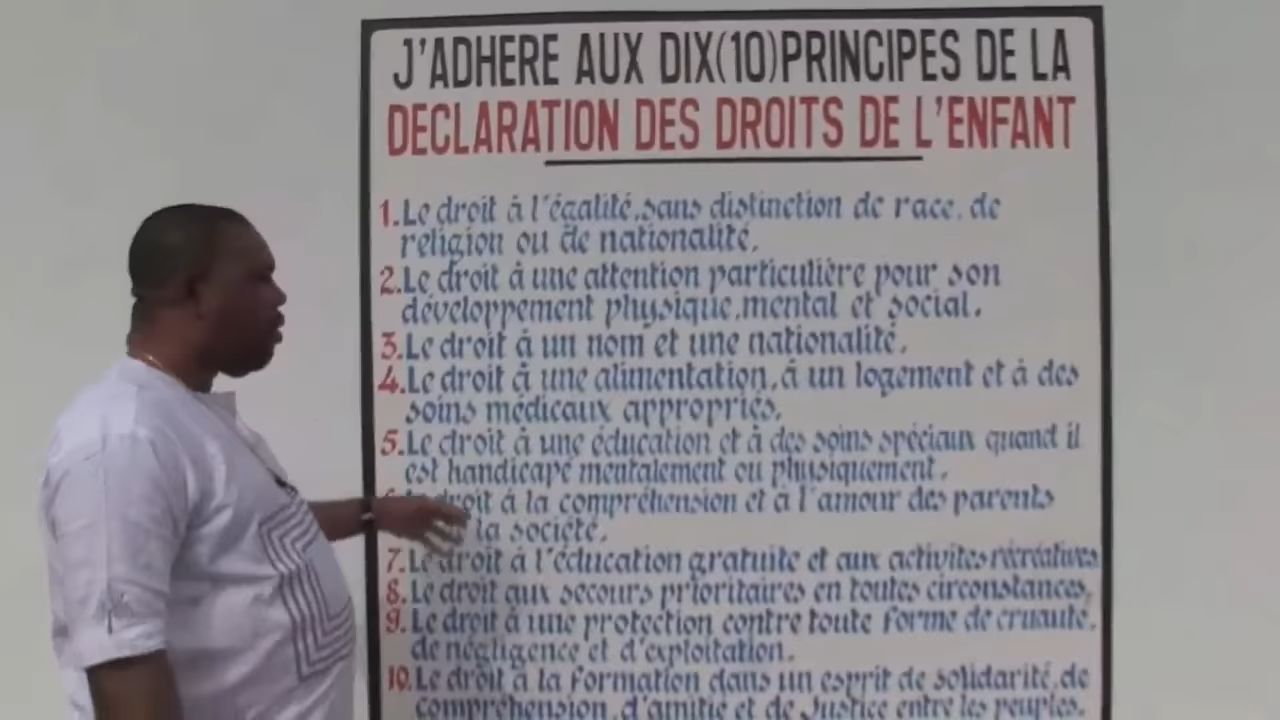 J'ADHERE AUX DIX(10)PRINCIPES DE LA
DECLARATION DES DROITS DE L'ENFANT
1.Le droit à l'égalité,sans distinction de race, de
religion ou de nationalité.
2.Le droit à une attention particulière pour son
développement physique,mental et social.
3.Le droit à un nom et une nationalité.
4.Le droit à une alimentation,à un logement et à des
soins médicaux appropriés.
5.Le droit à une éducation et à des soins spéciaux quand il
est handicapé mentalement ou physiquement.
droit à la compréhension et à l'amour des parents
la société.
7.Le droit à l'éducation gratuite et aux activités récréatives
8.Le droit aux secours prioritaires en toutes circonstances.
9.Le droit à une protection contre toute forme de cruauté,
de négligence et d'exploitation.
10.Le droit à la formation dans un esprit de solidarité,de
compréhension,d'amitié et de Justice entre les peuples.